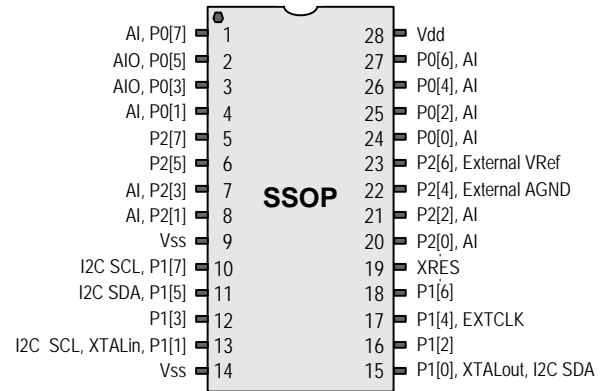 AI, P0[7] 1 28 Vdd
AIO, P0[5] 2 27 P0[6], AI
AIO, P0[3] 3 26 P0[4], AI
AI, P0[1] 4 25 P0[2], AI
P2[7] 5 24 P0[0], AI
P2[5] 6 23 P2[6], External VRef
AI, P2[3] 7 SSOP 22 P2[4], External AGND
AI, P2[1] 8 21 P2[2], AI
Vss 9 20 P2[0], AI
I2C SCL, P1[7] 10 19 XRES
I2C SDA, P1[5] 11 18 P1[6]
P1[3] 12 17 P1[4], EXTCLK
I2C SCL, XTALin, P1[1] 13 16 P1[2]
Vss 14 15 P1[0], XTALout, I2C SDA